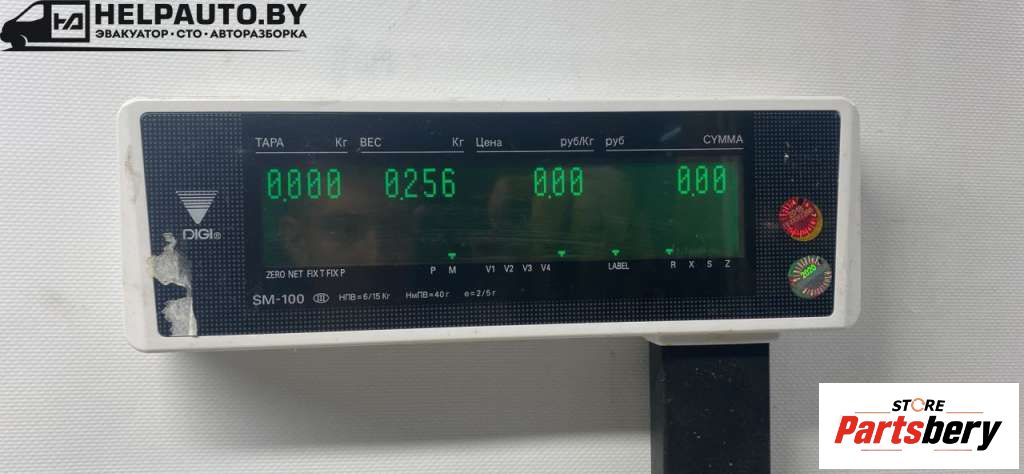 HELPAUTO.BY
ЭВАКУАТОР • СТО • АВТОРАЗБОРКА
ТАРА Кг ВЕС Кг Цена руб/Кг руб СУММА
0,000 0,256 0,00 0,00
DIGI®
ZERO NET FIX T FIX P P M V1 V2 V3 V4 LABEL R X S Z
SM-100 НПВ=6/15 Кг НмПВ=40 г e=2/5 г
2020
STORE
Partsbery